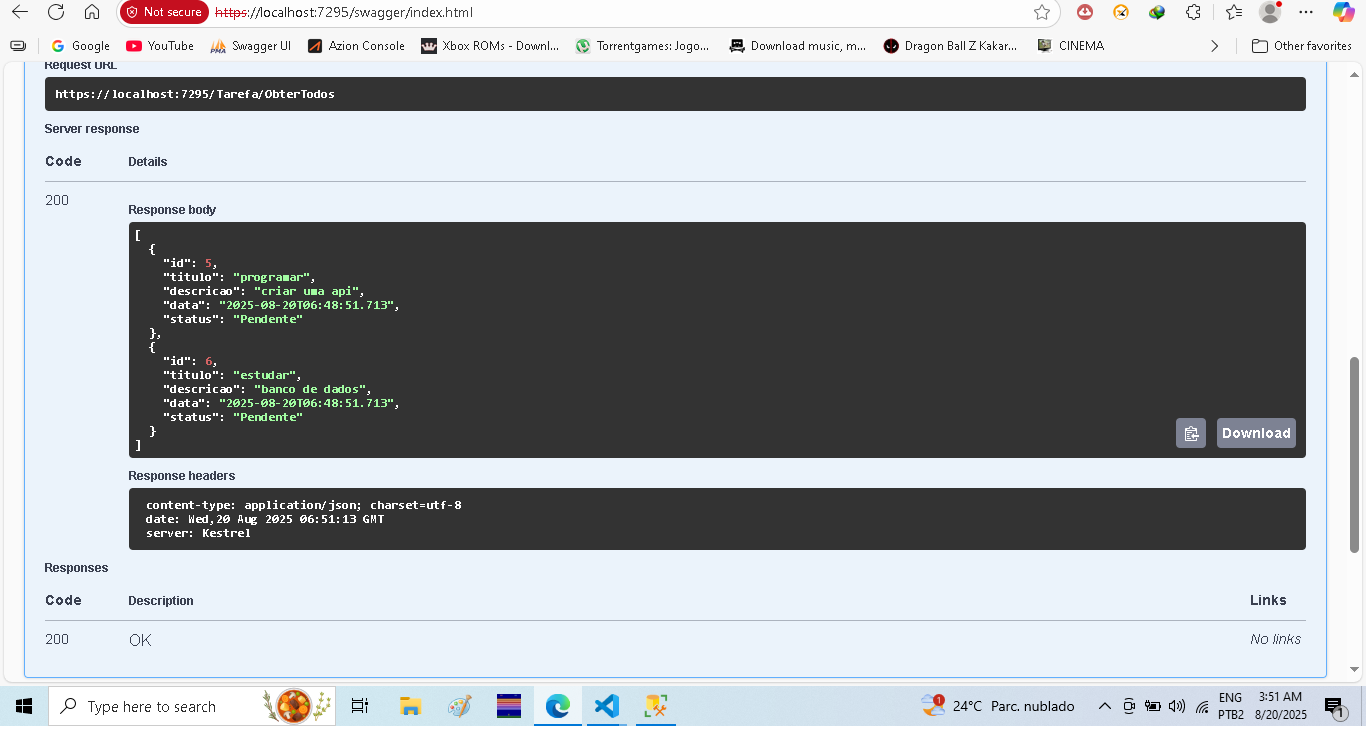 Not secure https://localhost:7295/swagger/index.html
Google YouTube Swagger UI Azion Console Xbox ROMs - Downl... Torrentgames: Jogo... Download music, m... Dragon Ball Z Kakar... CINEMA Other favorites
Request URL
https://localhost:7295/Tarefa/ObterTodos
Server response
Code Details
200
Response body
[
{
"id": 5,
"titulo": "programar",
"descricao": "criar uma api",
"data": "2025-08-20T06:48:51.713",
"status": "Pendente"
},
{
"id": 6,
"titulo": "estudar",
"descricao": "banco de dados",
"data": "2025-08-20T06:48:51.713",
"status": "Pendente"
}
]
Download
Response headers
content-type: application/json; charset=utf-8
date: Wed,20 Aug 2025 06:51:13 GMT
server: Kestrel
Responses
Code Description Links
200 OK No links
Type here to search
1
24°C Parc. nublado
ENG
PTB2
3:51 AM
8/20/2025
1